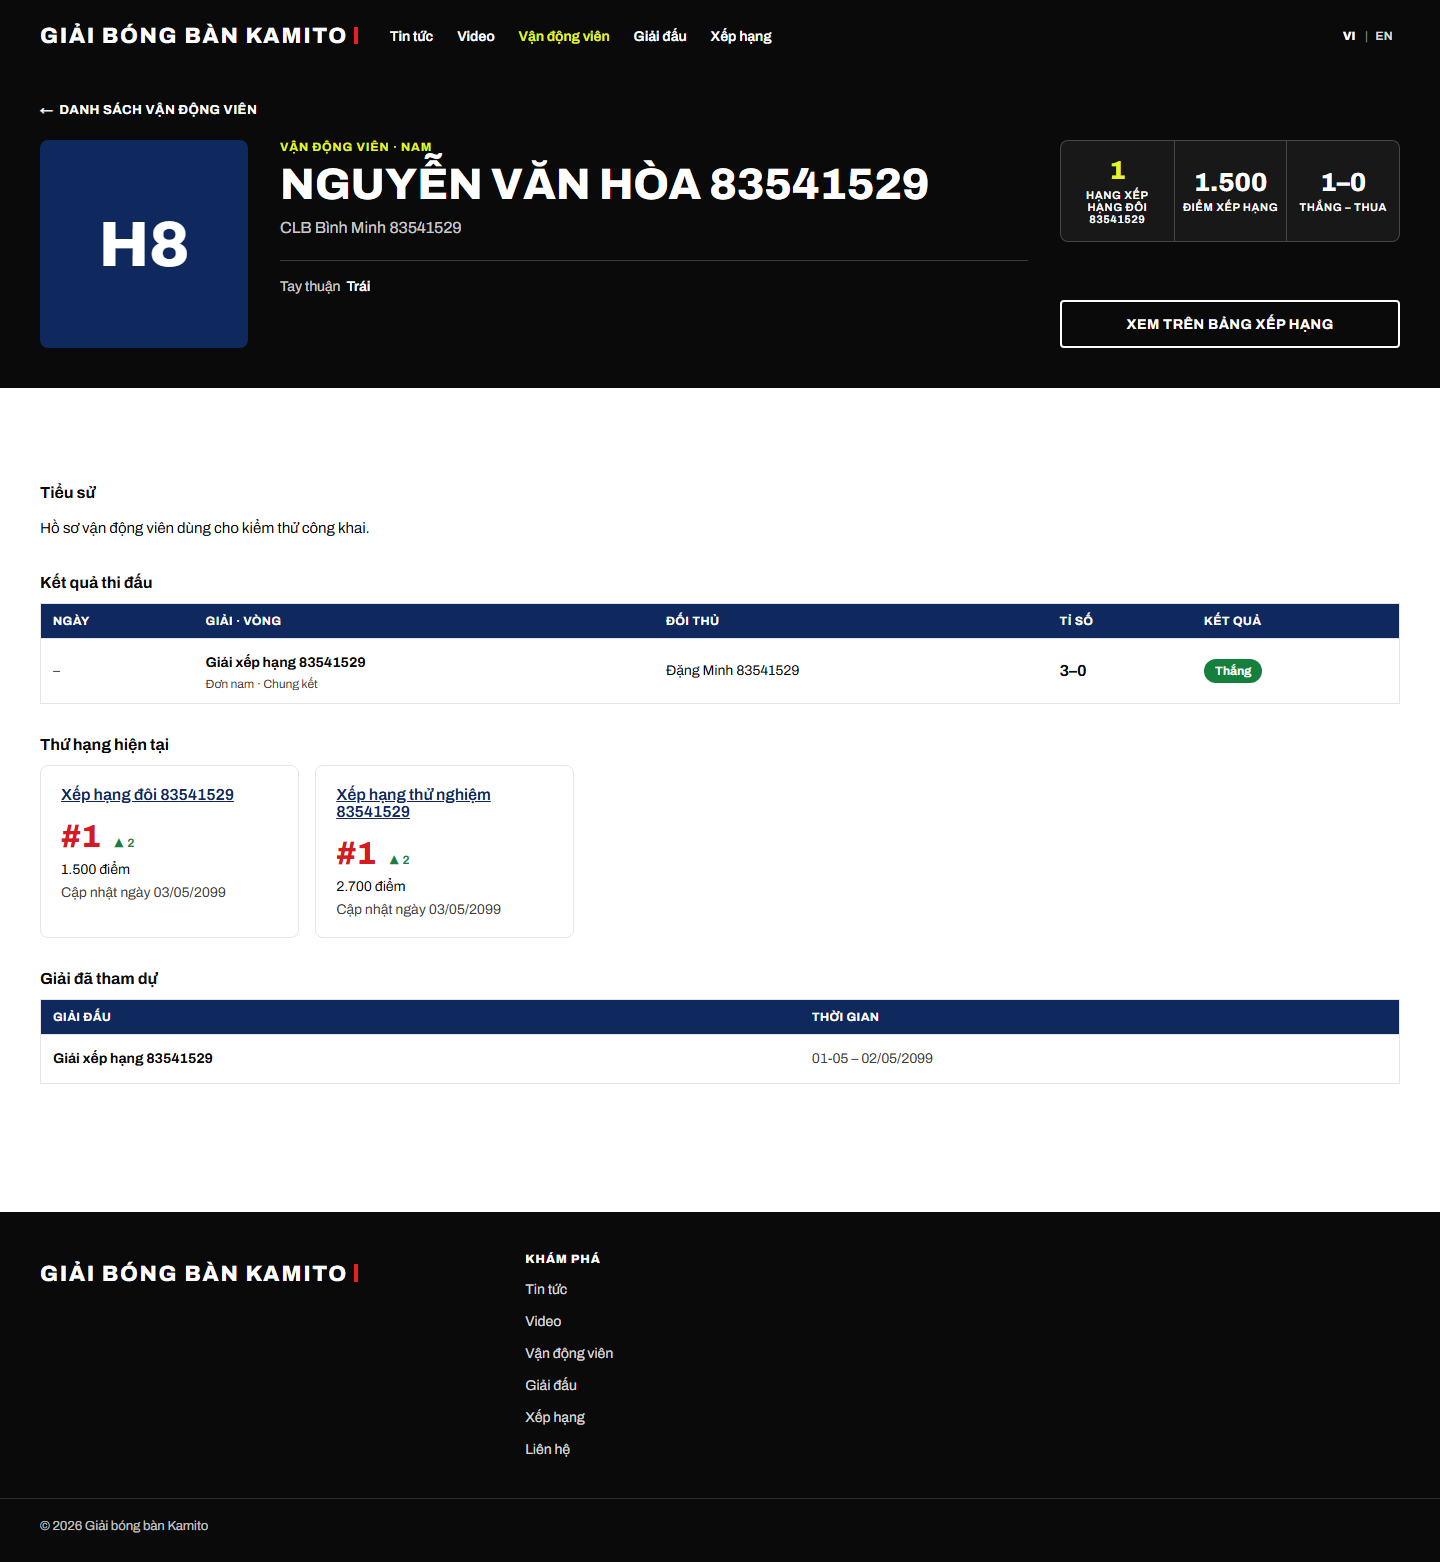 GIẢI BÓNG BÀN KAMITO
Tin tức
Video
Vận động viên
Giải đấu
Xếp hạng
VI | EN
← DANH SÁCH VẬN ĐỘNG VIÊN
H8
VẬN ĐỘNG VIÊN · NAM
NGUYỄN VĂN HÒA 83541529
CLB Bình Minh 83541529
Tay thuận Trái
1
HẠNG XẾP
HẠNG ĐÔI
83541529
1.500
ĐIỂM XẾP HẠNG
1–0
THẮNG – THUA
XEM TRÊN BẢNG XẾP HẠNG
Tiểu sử
Hồ sơ vận động viên dùng cho kiểm thử công khai.
Kết quả thi đấu
NGÀY GIẢI · VÒNG ĐỐI THỦ TỈ SỐ KẾT QUẢ
– Giải xếp hạng 83541529 Đặng Minh 83541529 3–0 Thắng
Đơn nam · Chung kết
Thứ hạng hiện tại
Xếp hạng đôi 83541529
#1 ▲ 2
1.500 điểm
Cập nhật ngày 03/05/2099
Xếp hạng thử nghiệm
83541529
#1 ▲ 2
2.700 điểm
Cập nhật ngày 03/05/2099
Giải đã tham dự
GIẢI ĐẤU THỜI GIAN
Giải xếp hạng 83541529 01-05 – 02/05/2099
GIẢI BÓNG BÀN KAMITO
KHÁM PHÁ
Tin tức
Video
Vận động viên
Giải đấu
Xếp hạng
Liên hệ
© 2026 Giải bóng bàn Kamito